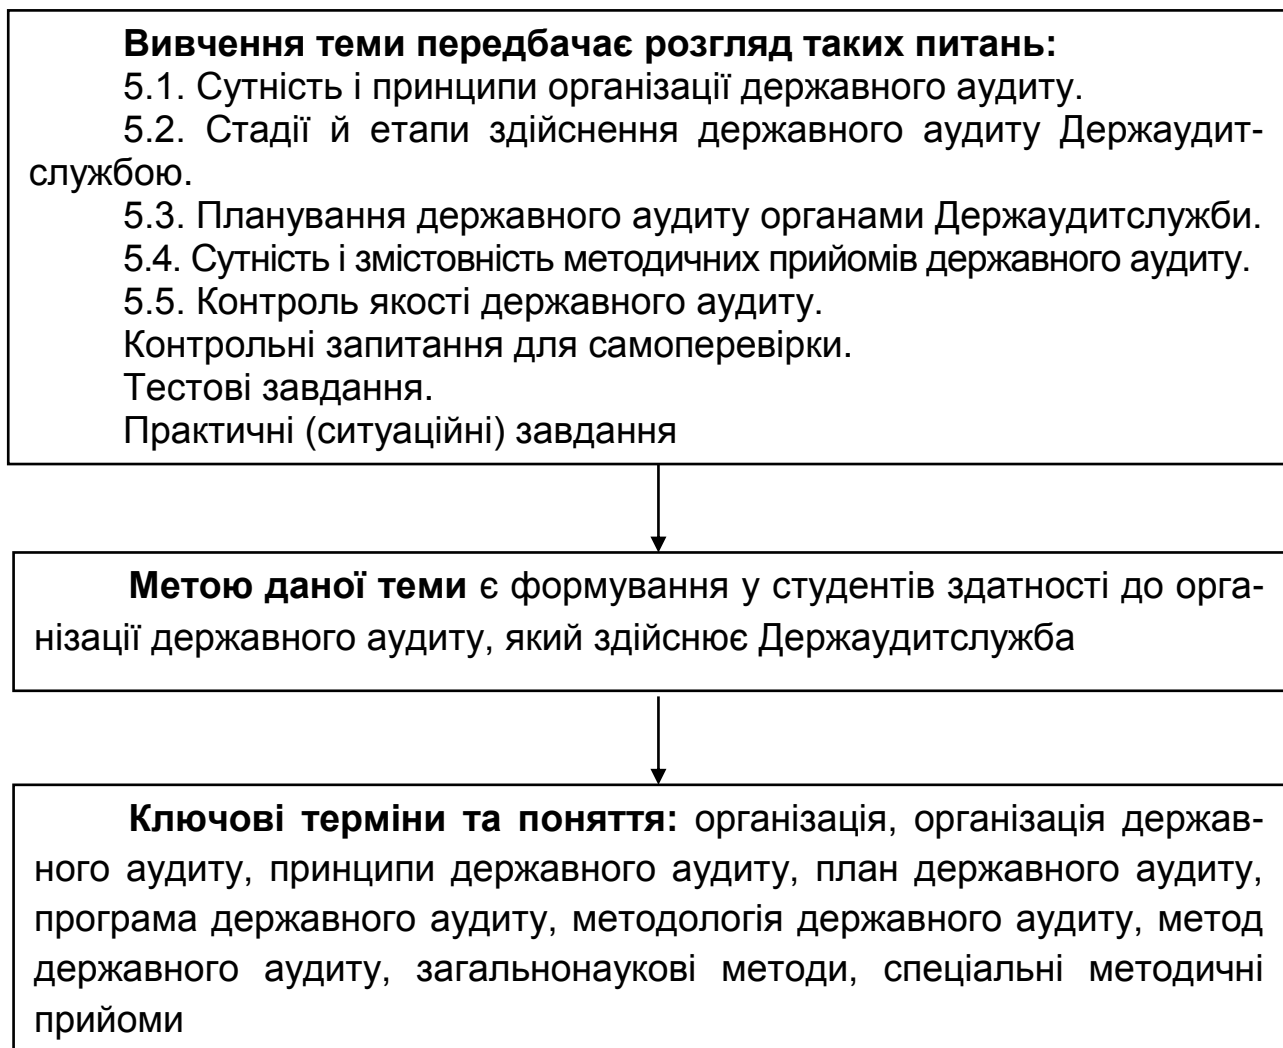 Вивчення теми передбачає розгляд таких питань:
5.1. Сутність і принципи організації державного аудиту.
5.2. Стадії й етапи здійснення державного аудиту Держаудит-
службою.
5.3. Планування державного аудиту органами Держаудитслужби.
5.4. Сутність і змістовність методичних прийомів державного аудиту.
5.5. Контроль якості державного аудиту.
Контрольні запитання для самоперевірки.
Тестові завдання.
Практичні (ситуаційні) завдання
Метою даної теми є формування у студентів здатності до орга-
нізації державного аудиту, який здійснює Держаудитслужба
Ключові терміни та поняття: організація, організація держав-
ного аудиту, принципи державного аудиту, план державного аудиту,
програма державного аудиту, методологія державного аудиту, метод
державного аудиту, загальнонаукові методи, спеціальні методичні
прийоми